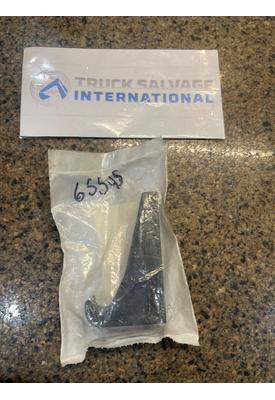 TRUCK SALVAGE
INTERNATIONAL
65545